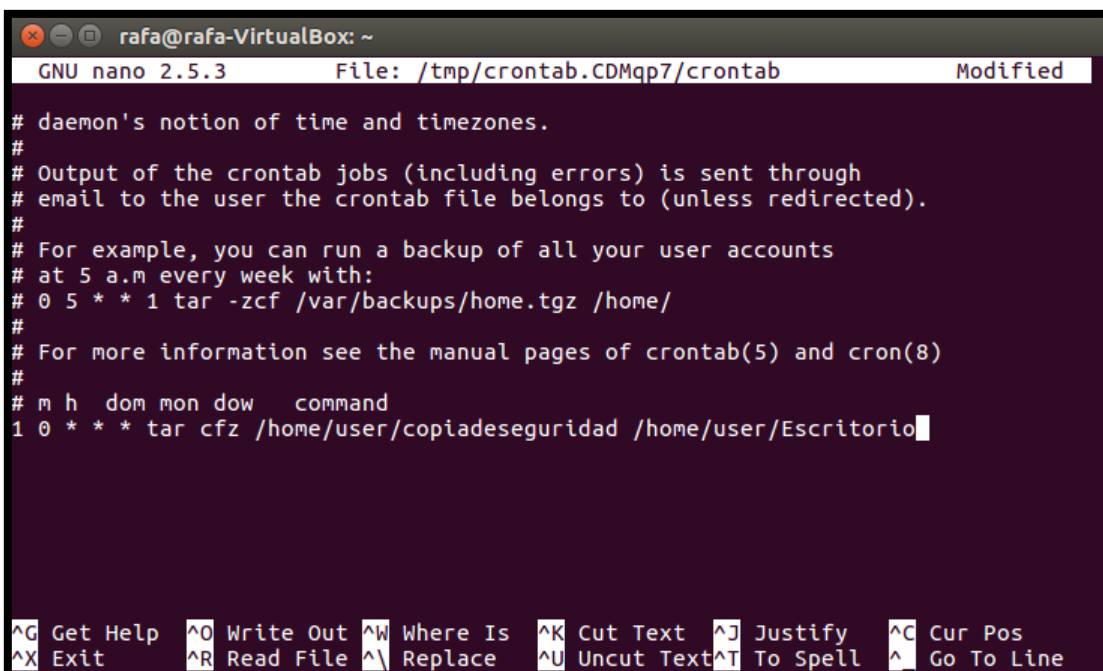 rafa@rafa-VirtualBox: ~
GNU nano 2.5.3 File: /tmp/crontab.CDMqp7/crontab Modified
# daemon's notion of time and timezones.
#
# Output of the crontab jobs (including errors) is sent through
# email to the user the crontab file belongs to (unless redirected).
#
# For example, you can run a backup of all your user accounts
# at 5 a.m every week with:
# 0 5 * * 1 tar -zcf /var/backups/home.tgz /home/
#
# For more information see the manual pages of crontab(5) and cron(8)
#
# m h  dom mon dow   command
1 0 * * * tar cfz /home/user/copiadeseguridad /home/user/Escritorio
^G Get Help ^O Write Out ^W Where Is ^K Cut Text ^J Justify ^C Cur Pos
^X Exit ^R Read File ^\ Replace ^U Uncut Text ^T To Spell ^_ Go To Line